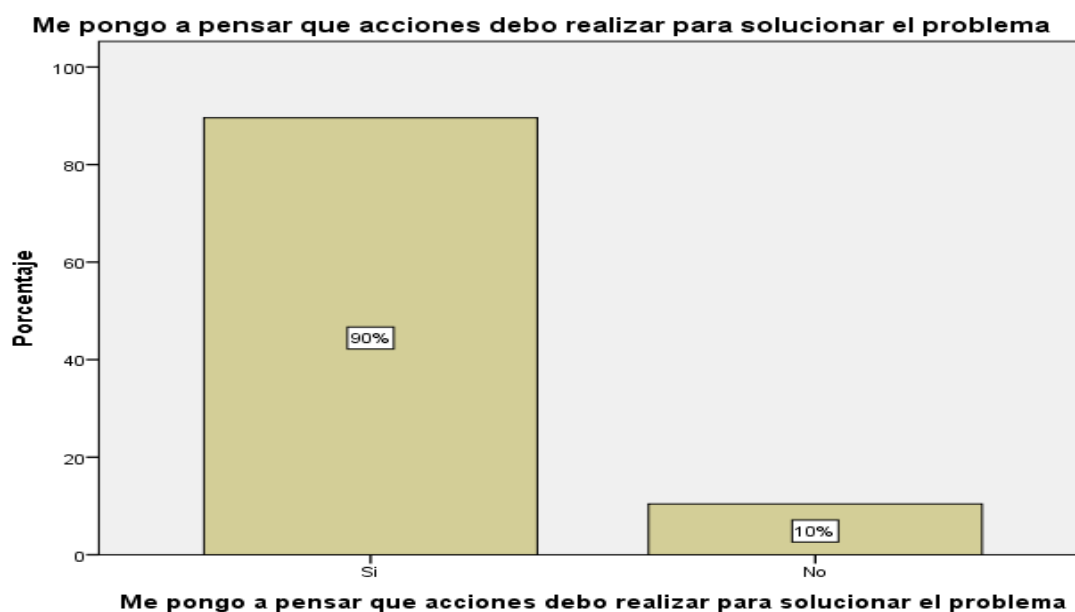 Me pongo a pensar que acciones debo realizar para solucionar el problema
100
80
60
40
20
0
Porcentaje
90%
10%
Si
No
Me pongo a pensar que acciones debo realizar para solucionar el problema